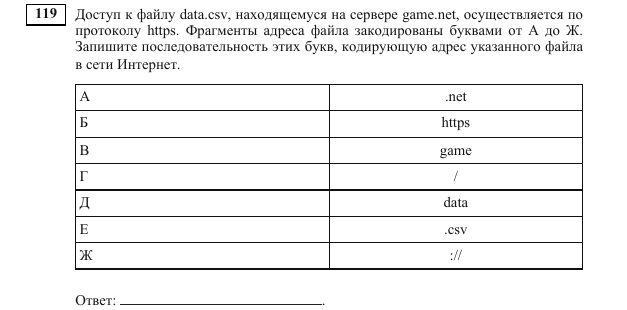 119 Доступ к файлу data.csv, находящемуся на сервере game.net, осуществляется по
протоколу https. Фрагменты адреса файла закодированы буквами от А до Ж.
Запишите последовательность этих букв, кодирующую адрес указанного файла
в сети Интернет.
А .net
Б https
В game
Г /
Д data
Е .csv
Ж ://
Ответ: ______________________.